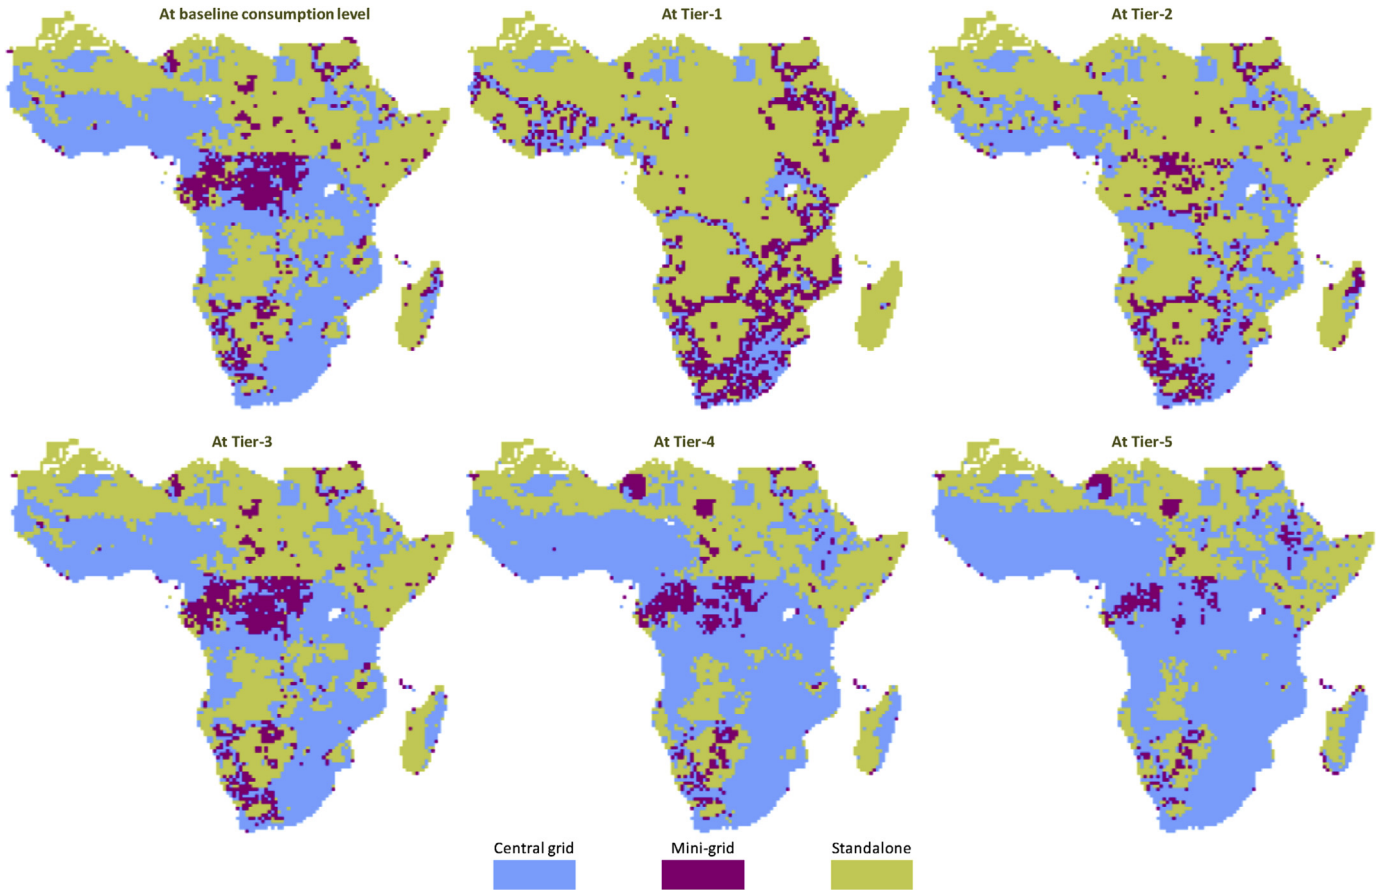 At baseline consumption level
At Tier-1
At Tier-2
At Tier-3
At Tier-4
At Tier-5
Central grid
Mini-grid
Standalone